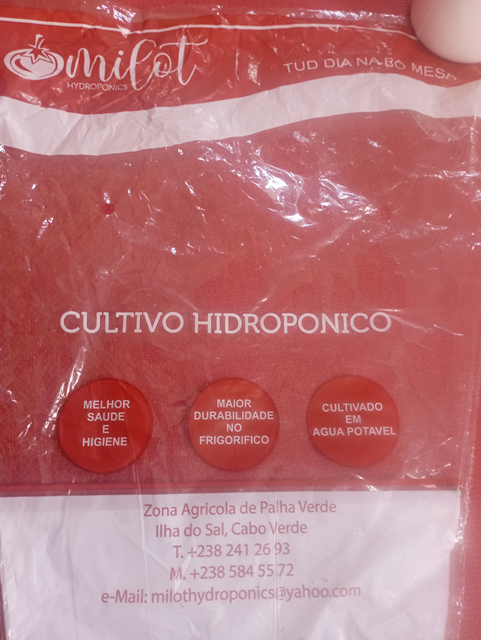 milot
HYDROPONICS
TUD DIA NA BÔ MESA
CULTIVO HIDROPONICO
MELHOR
SAUDE
E
HIGIENE
MAIOR
DURABILIDADE
NO
FRIGORIFICO
CULTIVADO
EM
AGUA POTAVEL
Zona Agricola de Palha Verde
Ilha do Sal, Cabo Verde
T. +238 241 26 93
M. +238 584 55 72
e-Mail: milothydroponics@yahoo.com